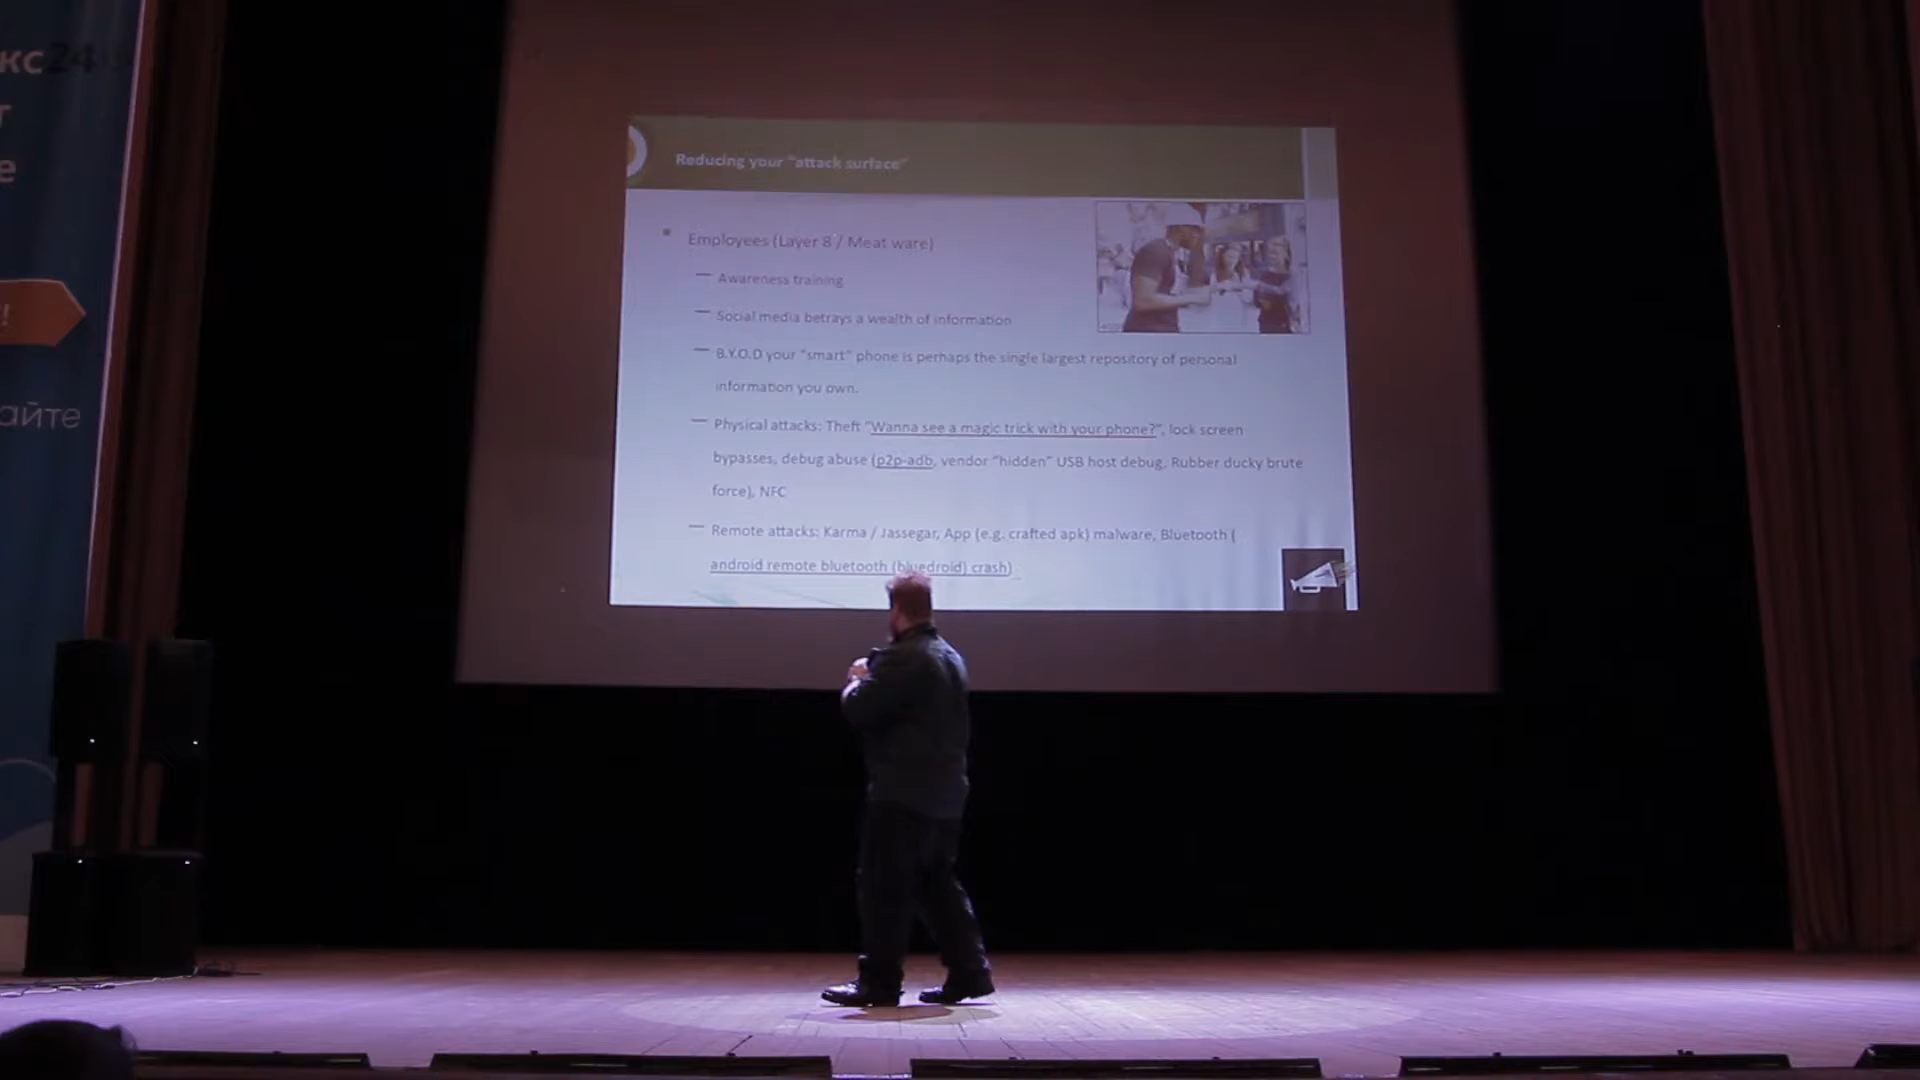 кс24
т
е
!
айте
Reducing your "attack surface"
Employees (Layer 8 / Meat ware)
Awareness training
Social media betrays a wealth of information
B.Y.O.D your "smart" phone is perhaps the single largest repository of personal
information you own.
Physical attacks: Theft "Wanna see a magic trick with your phone?", lock screen
bypasses, debug abuse (p2p-adb, vendor "hidden" USB host debug, Rubber ducky brute
force), NFC
Remote attacks: Karma / Jassegar, App (e.g. crafted apk) malware, Bluetooth (
android remote bluetooth (bluedroid) crash)